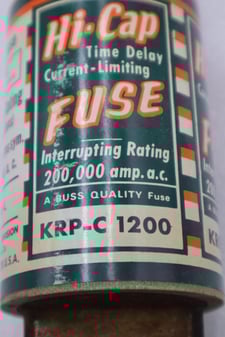 Hi-Cap
Time Delay
Current-Limiting
FUSE
Interrupting Rating
200,000 amp. a.c.
A BUSS QUALITY Fuse
KRP-C 1200
U.S.A.